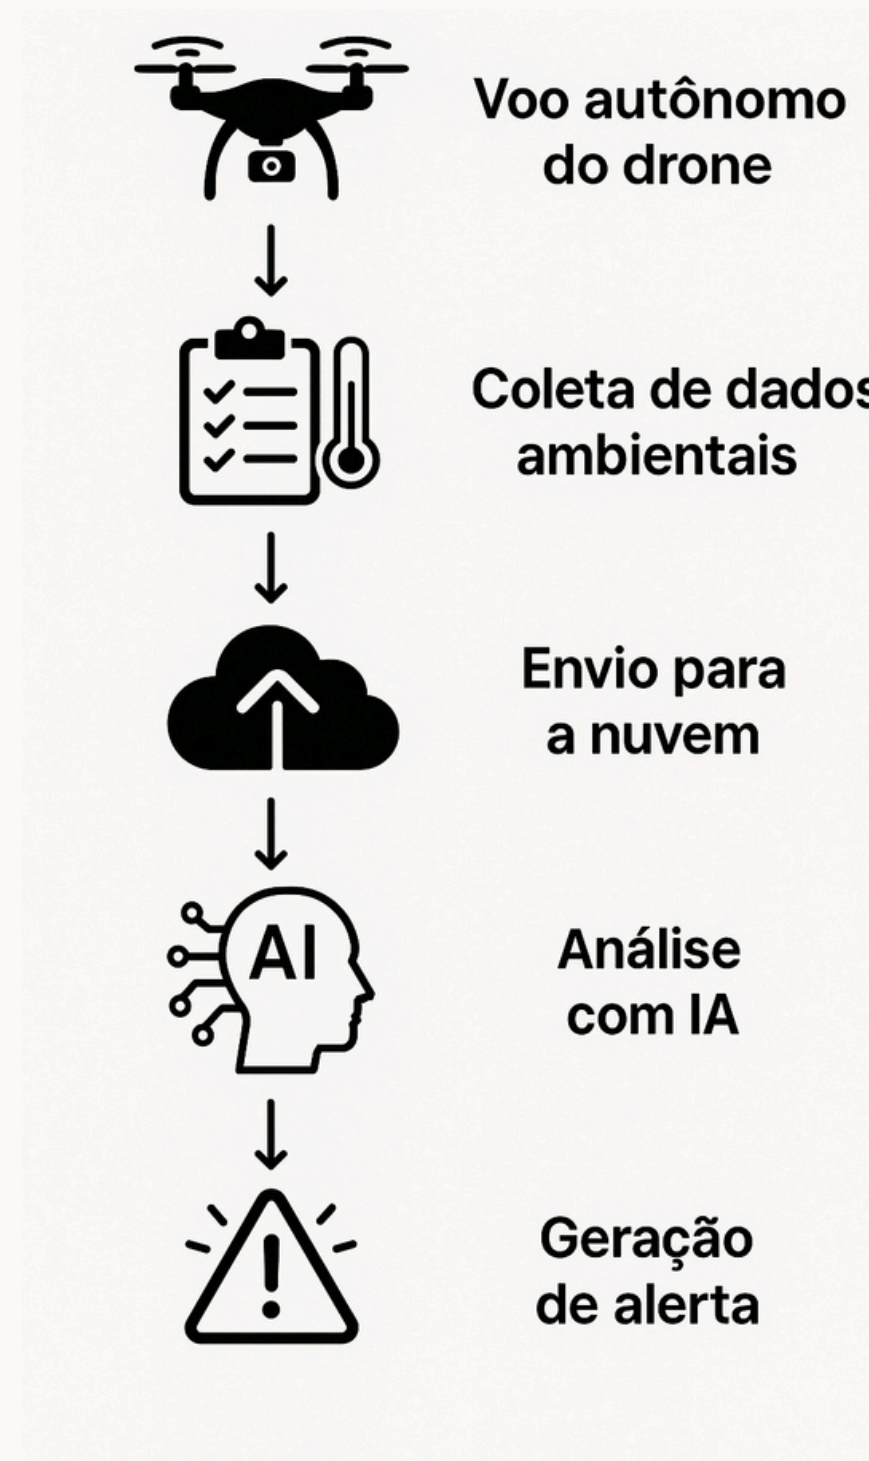 Voo autônomo
do drone
Coleta de dados
ambientais
Envio para
a nuvem
AI
Análise
com IA
Geração
de alerta